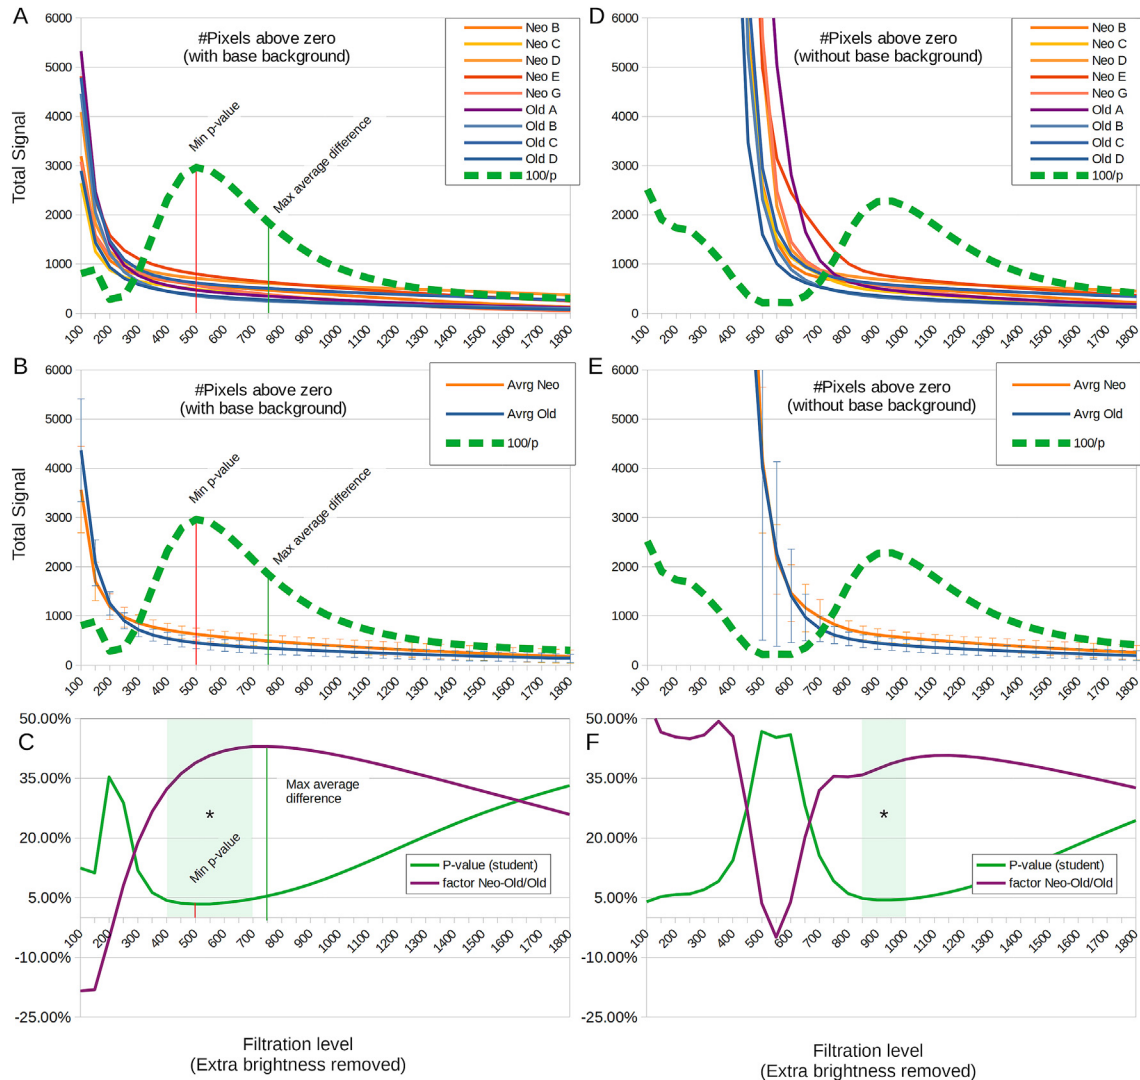 A
#Pixels above zero
(with base background)
Total Signal
6000
5000
4000
3000
2000
1000
0
Min p-value
Max average difference
Neo B
Neo C
Neo D
Neo E
Neo G
Old A
Old B
Old C
Old D
100/p
100
200
300
400
500
600
700
800
900
1000
1100
1200
1300
1400
1500
1600
1700
1800
D
#Pixels above zero
(without base background)
6000
5000
4000
3000
2000
1000
0
Neo B
Neo C
Neo D
Neo E
Neo G
Old A
Old B
Old C
Old D
100/p
100
200
300
400
500
600
700
800
900
1000
1100
1200
1300
1400
1500
1600
1700
1800
B
#Pixels above zero
(with base background)
Total Signal
6000
5000
4000
3000
2000
1000
0
Min p-value
Max average difference
Avrg Neo
Avrg Old
100/p
100
200
300
400
500
600
700
800
900
1000
1100
1200
1300
1400
1500
1600
1700
1800
E
#Pixels above zero
(without base background)
6000
5000
4000
3000
2000
1000
0
Avrg Neo
Avrg Old
100/p
100
200
300
400
500
600
700
800
900
1000
1100
1200
1300
1400
1500
1600
1700
1800
C
50.00%
35.00%
20.00%
5.00%
-10.00%
-25.00%
*
Min p-value
Max average
difference
P-value (student)
factor Neo-Old/Old
100
200
300
400
500
600
700
800
900
1000
1100
1200
1300
1400
1500
1600
1700
1800
Filtration level
(Extra brightness removed)
F
50.00%
35.00%
20.00%
5.00%
-10.00%
-25.00%
*
P-value (student)
factor Neo-Old/Old
100
200
300
400
500
600
700
800
900
1000
1100
1200
1300
1400
1500
1600
1700
1800
Filtration level
(Extra brightness removed)